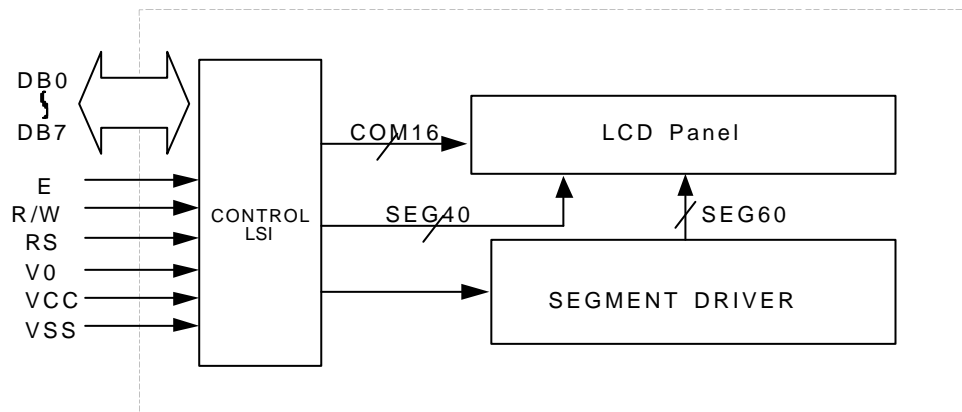 DB0
DB7
E
R/W
RS
V0
VCC
VSS
CONTROL
LSI
COM16
SEG40
LCD Panel
SEG60
SEGMENT DRIVER